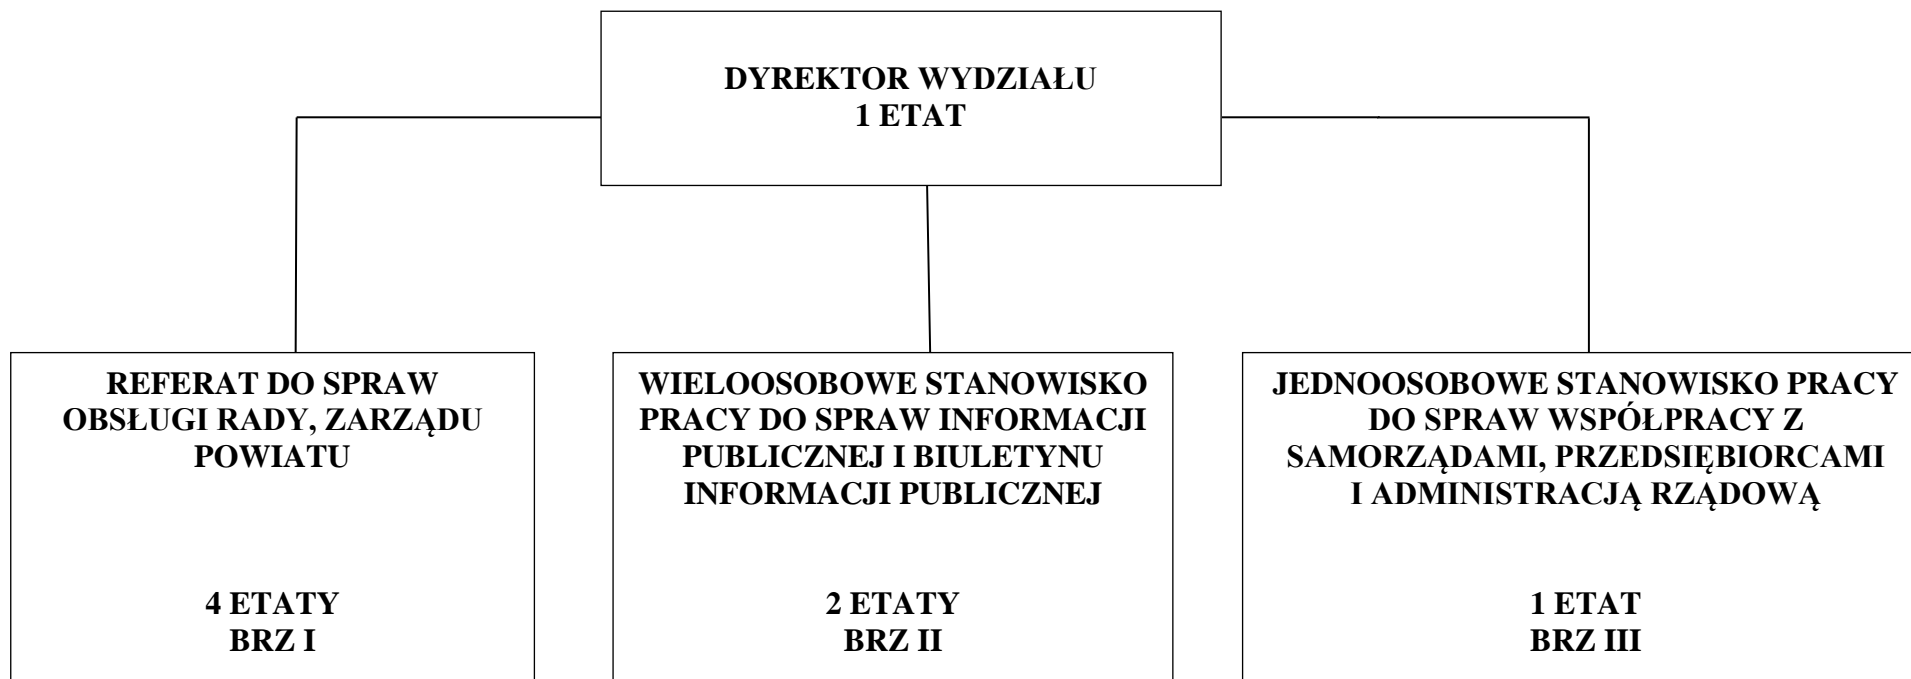 DYREKTOR WYDZIAŁU
1 ETAT
REFERAT DO SPRAW
OBSŁUGI RADY, ZARZĄDU
POWIATU
4 ETATY
BRZ I
WIELOOSOBOWE STANOWISKO
PRACY DO SPRAW INFORMACJI
PUBLICZNEJ I BIULETYNU
INFORMACJI PUBLICZNEJ
2 ETATY
BRZ II
JEDNOOSOBOWE STANOWISKO PRACY
DO SPRAW WSPÓŁPRACY Z
SAMORZĄDAMI, PRZEDSIĘBIORCAMI
I ADMINISTRACJĄ RZĄDOWĄ
1 ETAT
BRZ III